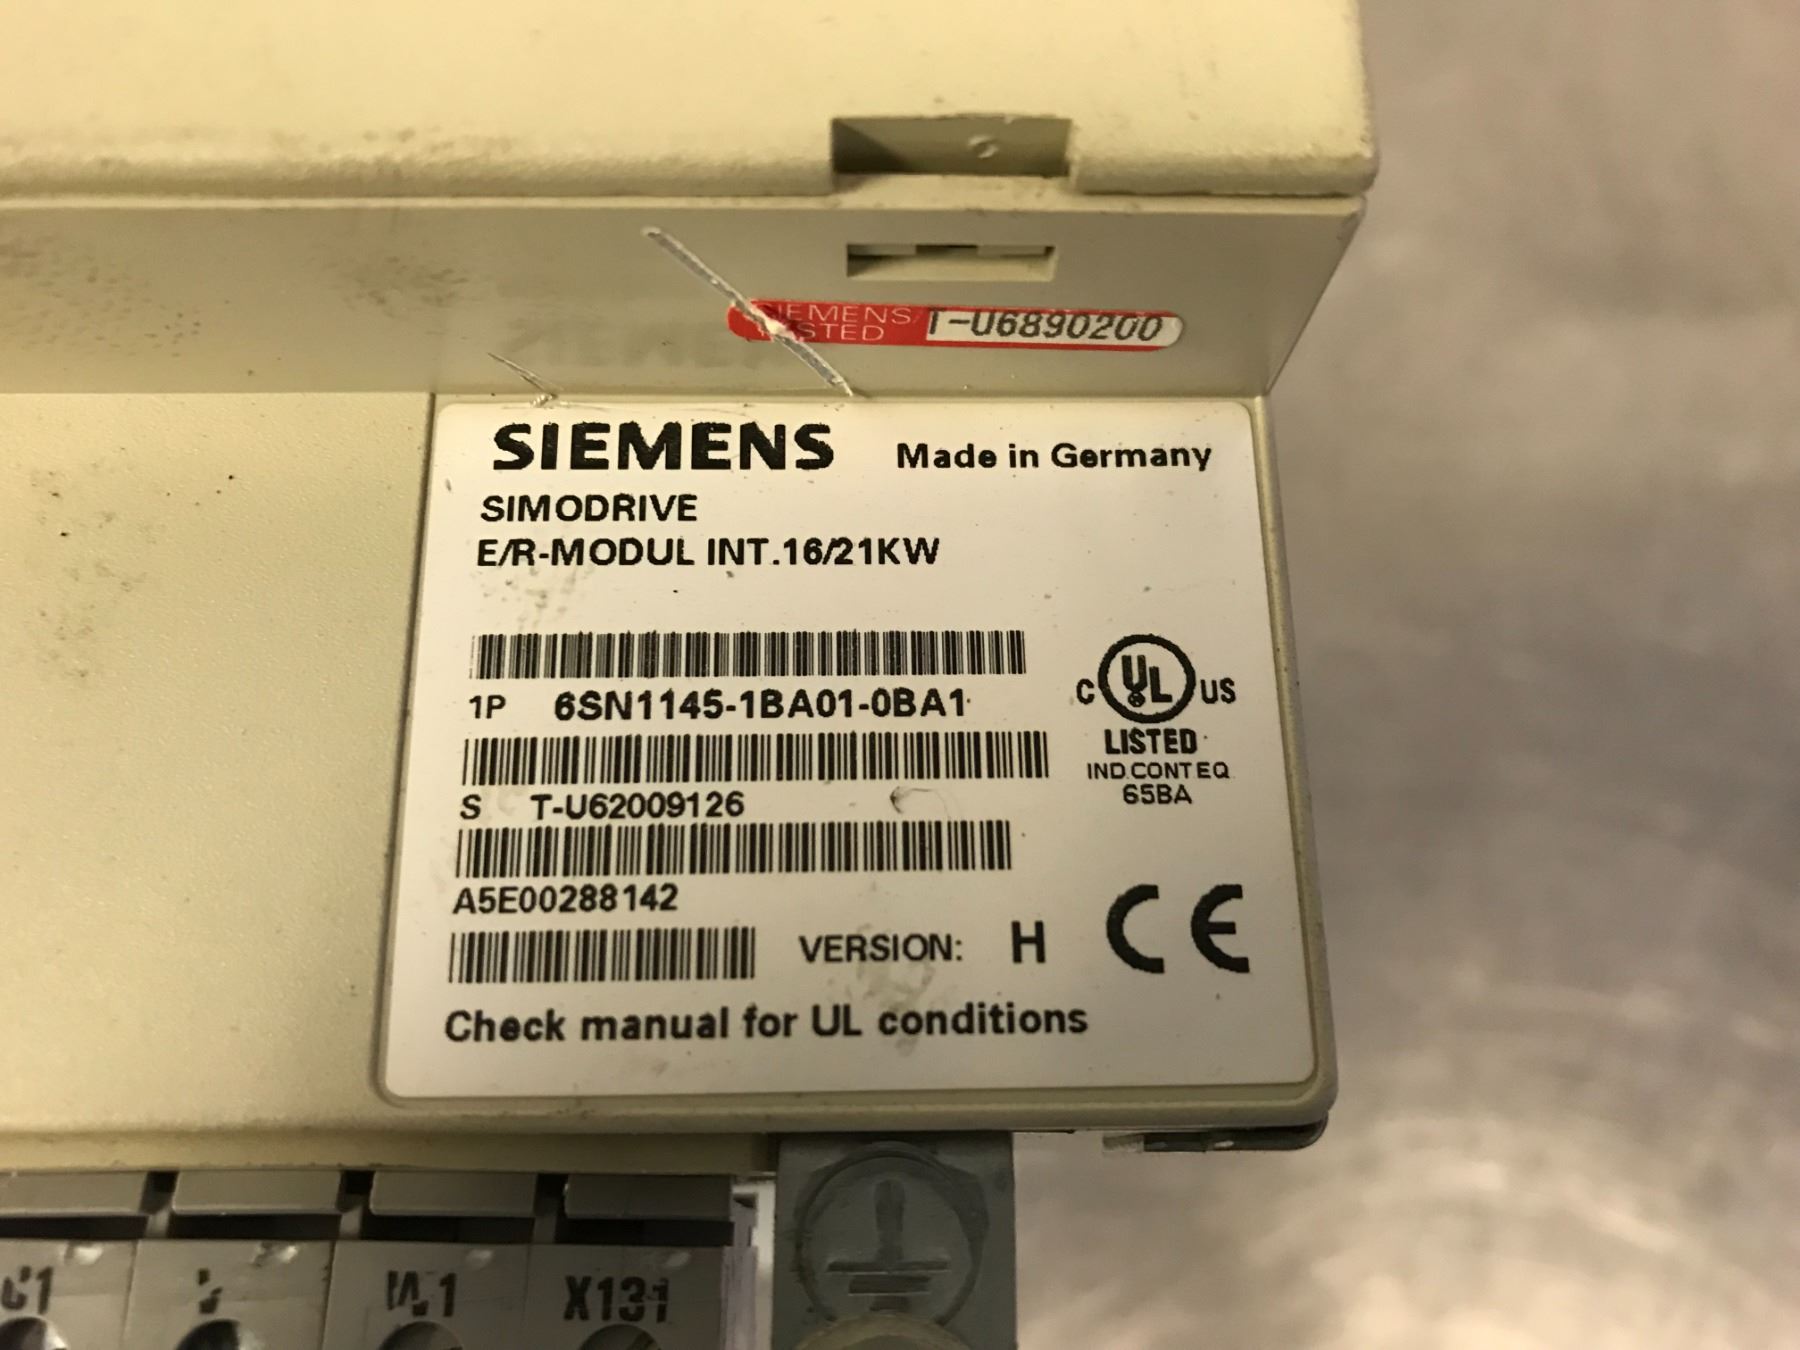 SIEMENS
TESTED
T-U6890200
SIEMENS Made in Germany
SIMODRIVE
E/R-MODUL INT.16/21KW
1P 6SN1145-1BA01-0BA1
C UL US
LISTED
IND.CONT EQ
65BA
S T-U62009126
A5E00288142
VERSION: H CE
Check manual for UL conditions
X131